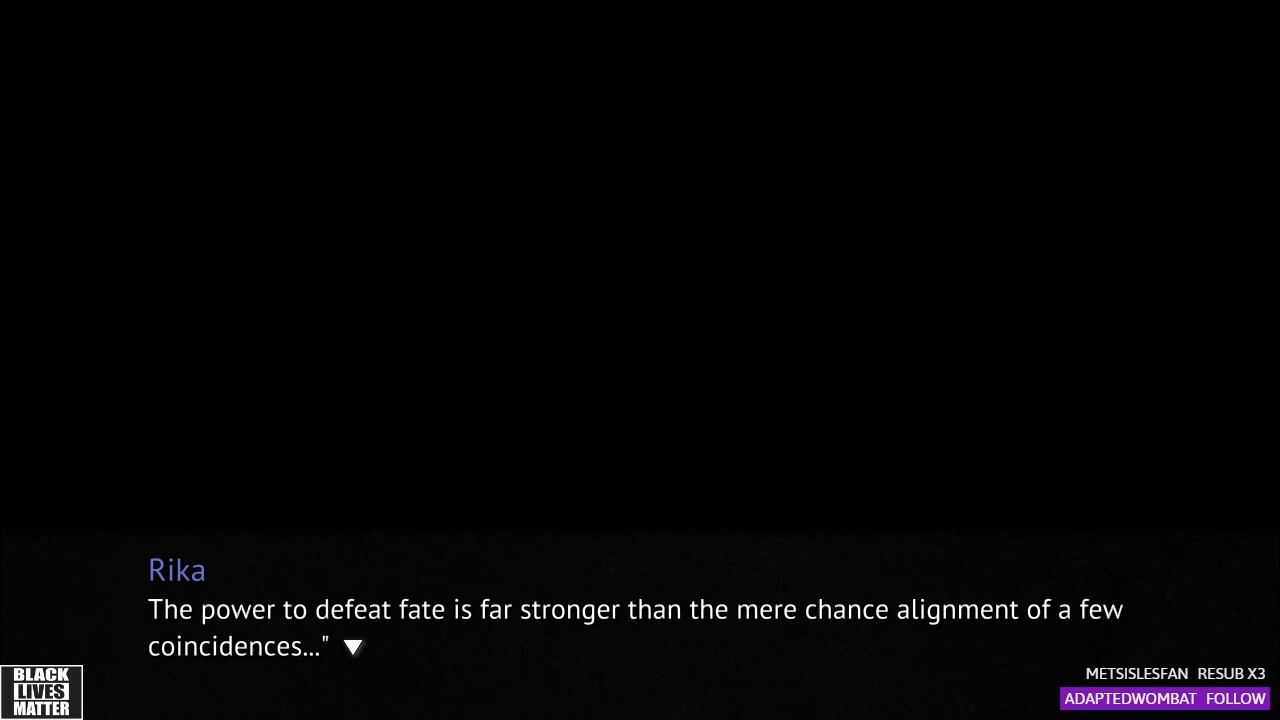 Rika
The power to defeat fate is far stronger than the mere chance alignment of a few
coincidences..."
BLACK
LIVES
MATTER
METSISLESFAN RESUB X3
ADAPTEDWOMBAT FOLLOW